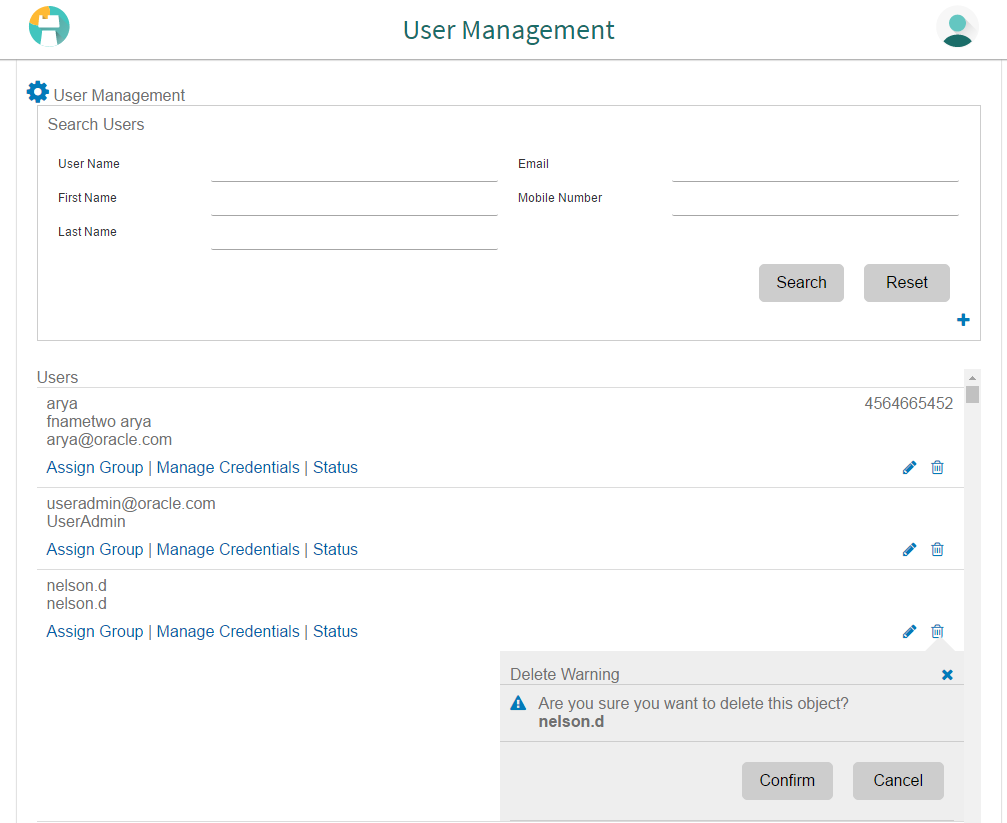 User Management
User Management
Search Users
User Name
Email
First Name
Mobile Number
Last Name
Search
Reset
Users
arya
4564665452
fnametwo arya
arya@oracle.com
Assign Group | Manage Credentials | Status
useradmin@oracle.com
UserAdmin
Assign Group | Manage Credentials | Status
nelson.d
nelson.d
Assign Group | Manage Credentials | Status
Delete Warning
Are you sure you want to delete this object?
nelson.d
Confirm
Cancel